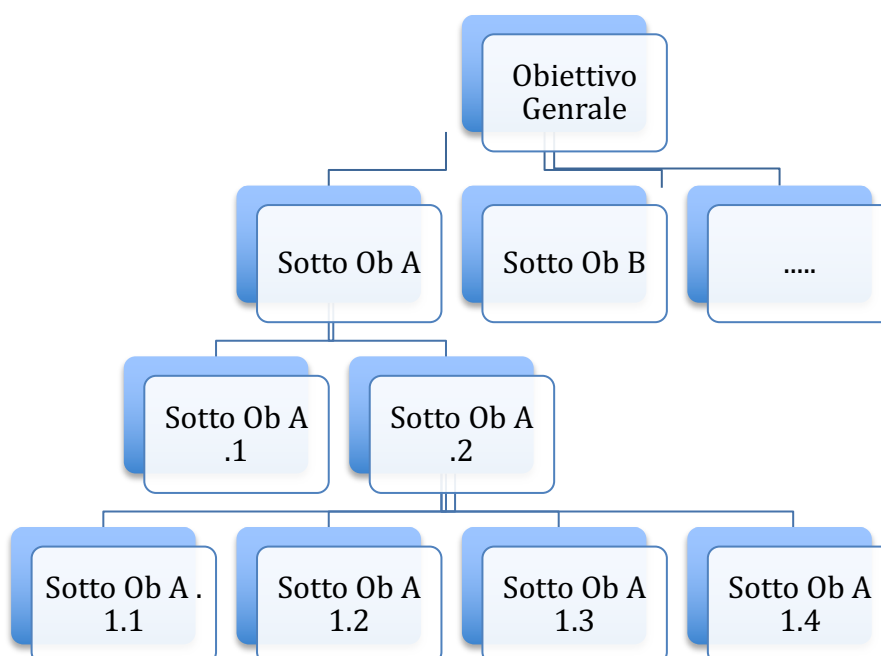 Obiettivo
Genrale
Sotto Ob A
Sotto Ob B
.....
Sotto Ob A
.1
Sotto Ob A
.2
Sotto Ob A .
1.1
Sotto Ob A
1.2
Sotto Ob A
1.3
Sotto Ob A
1.4